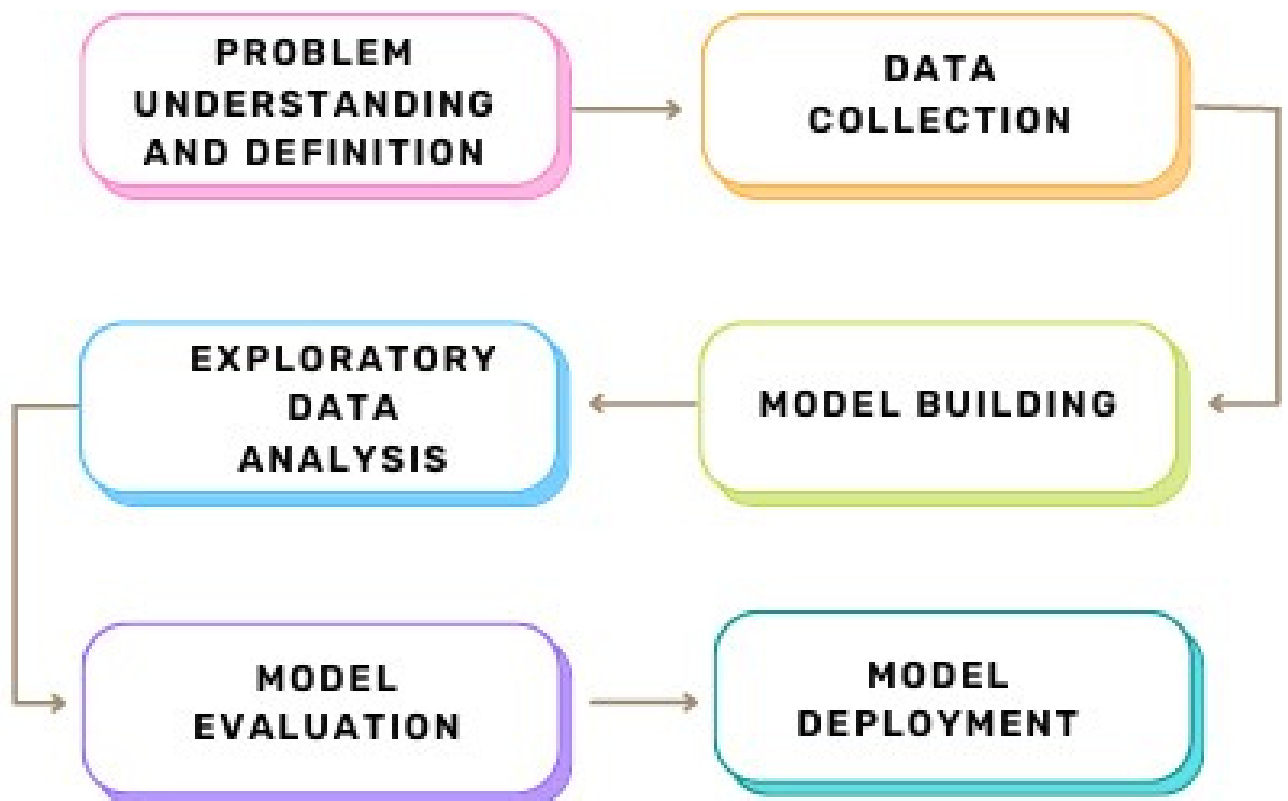 PROBLEM
UNDERSTANDING
AND DEFINITION
DATA
COLLECTION
MODEL BUILDING
EXPLORATORY
DATA
ANALYSIS
MODEL
EVALUATION
MODEL
DEPLOYMENT